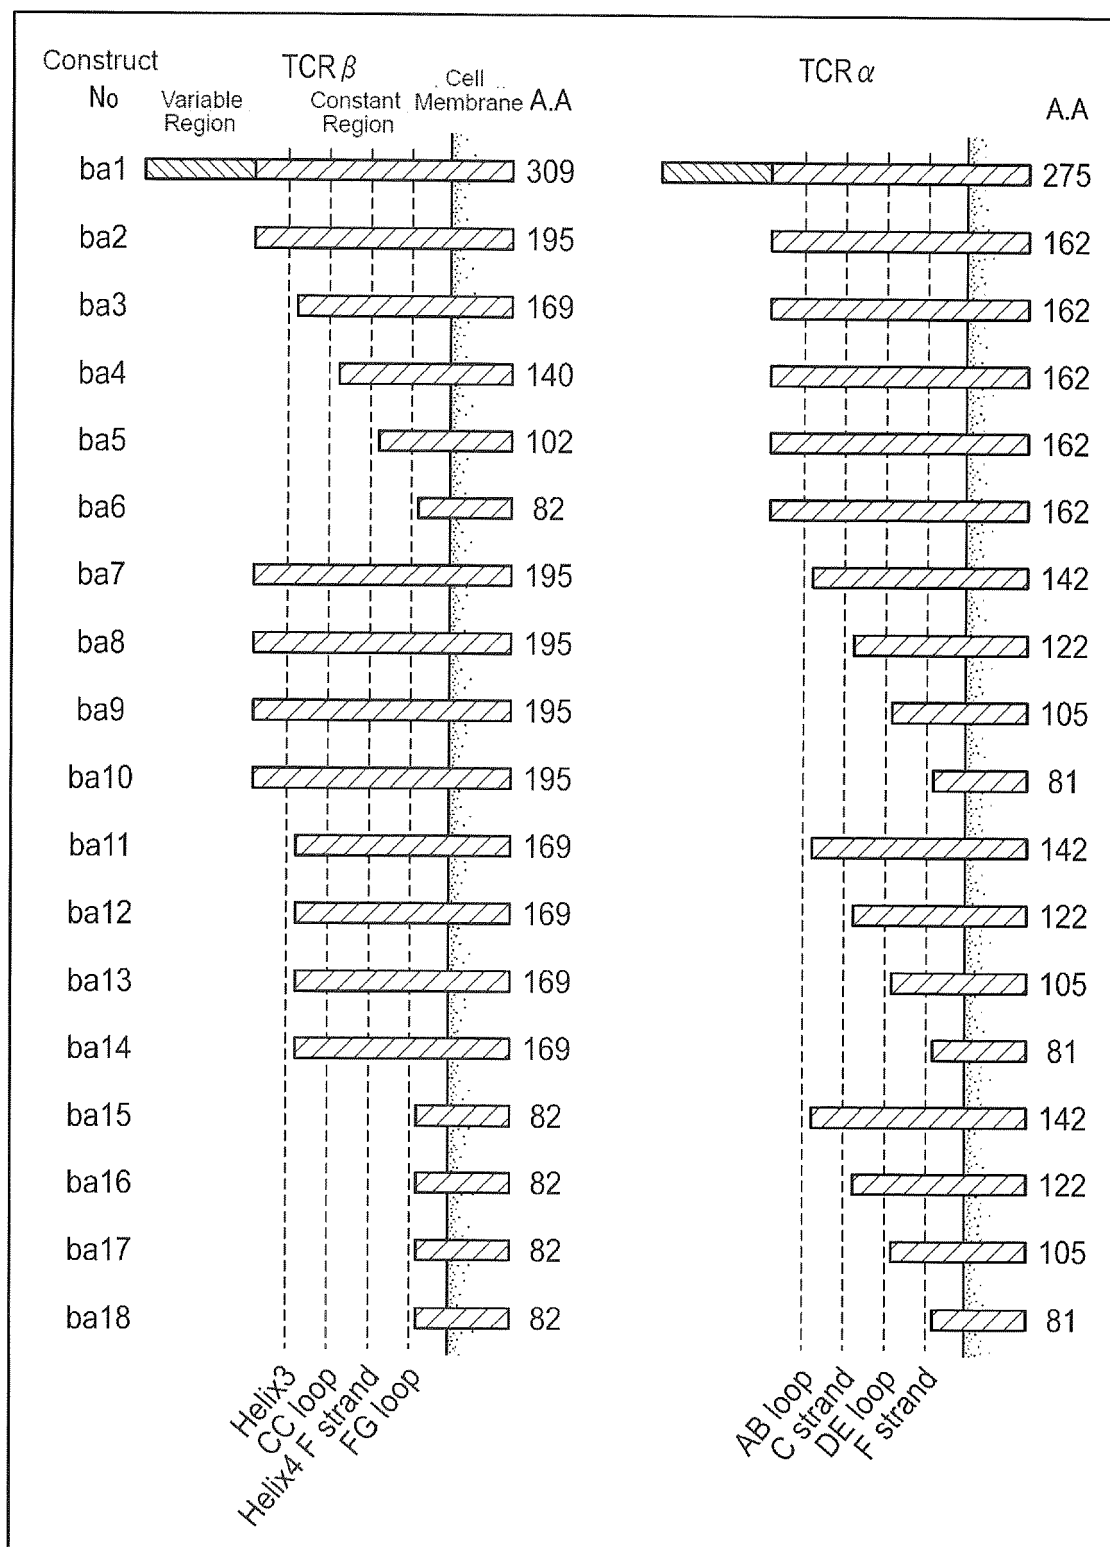 Construct No
TCR β
Variable Region
Constant Region
Cell Membrane
A.A
TCR α
A.A
ba1 309 275
ba2 195 162
ba3 169 162
ba4 140 162
ba5 102 162
ba6 82 162
ba7 195 142
ba8 195 122
ba9 195 105
ba10 195 81
ba11 169 142
ba12 169 122
ba13 169 105
ba14 169 81
ba15 82 142
ba16 82 122
ba17 82 105
ba18 82 81
Helix3
CC loop
Helix4 F strand
FG loop
AB loop
C strand
DE loop
F strand